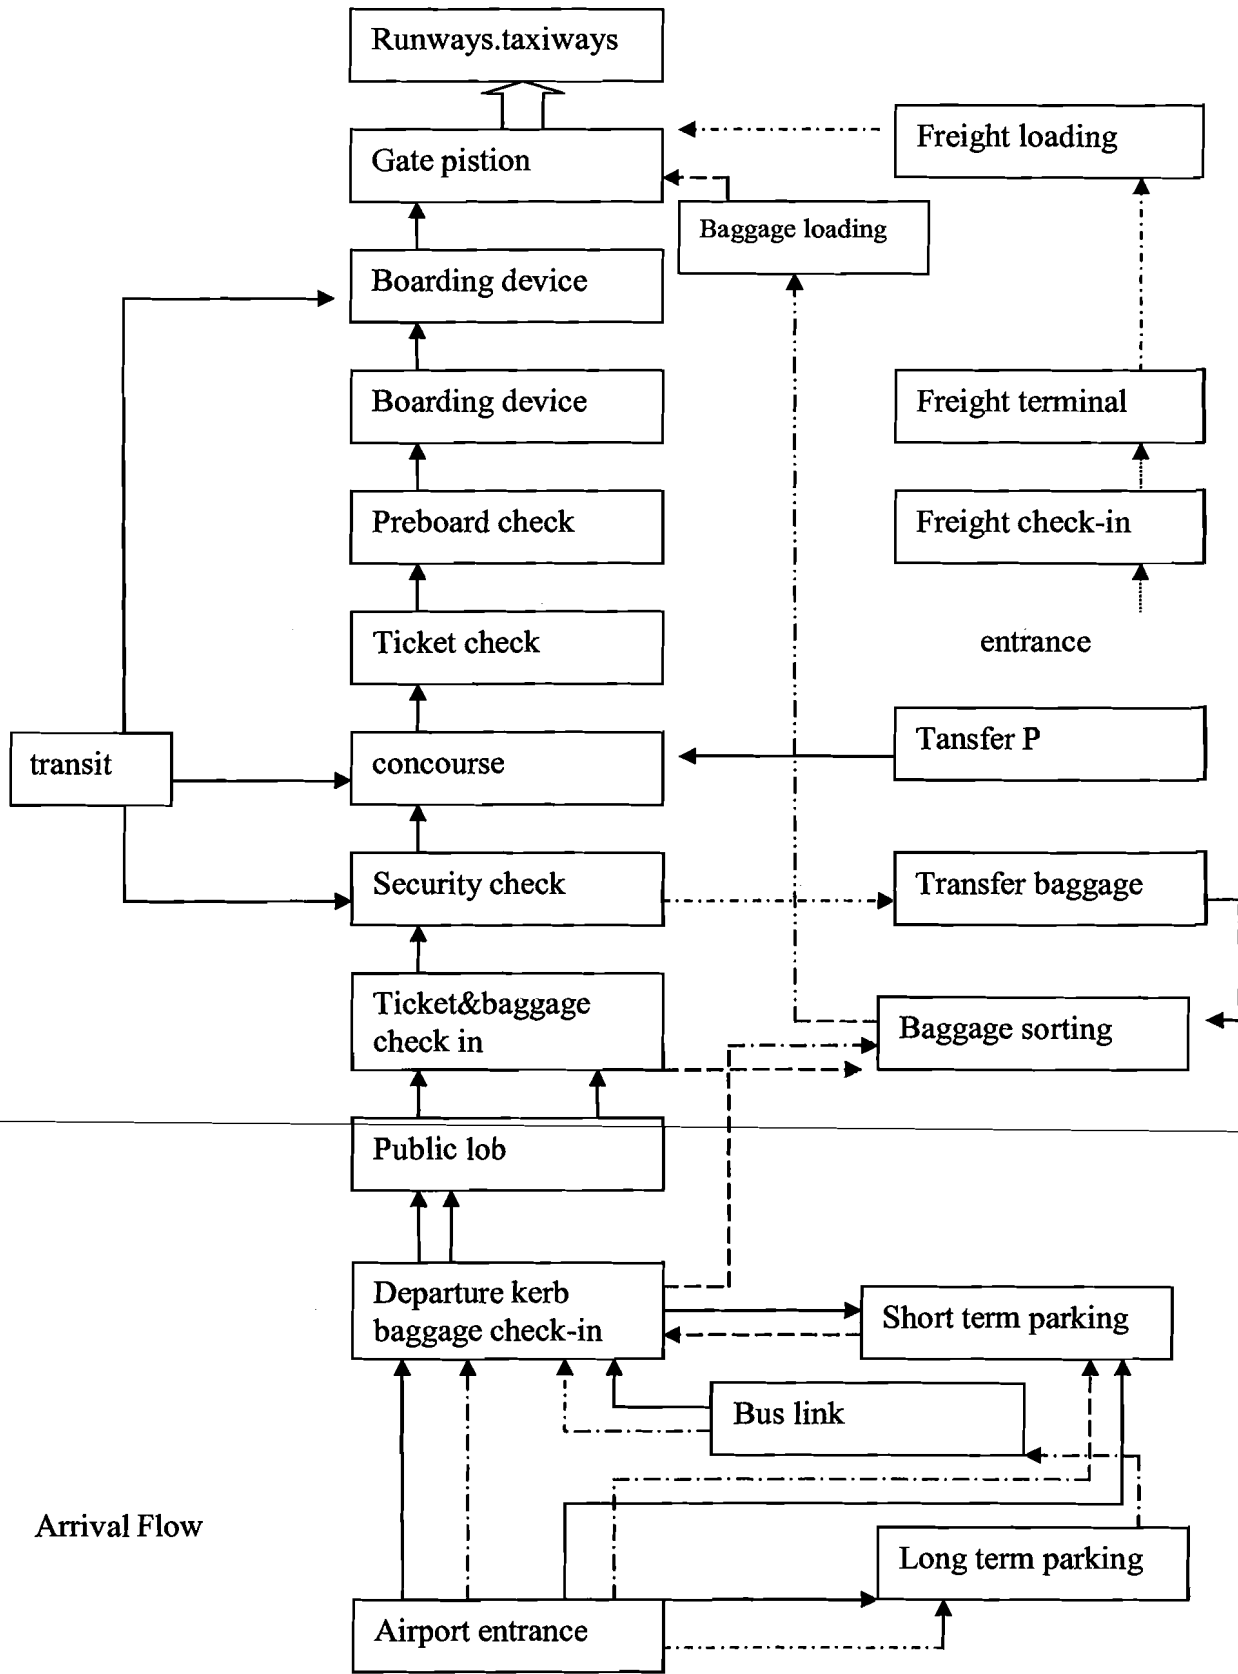 Runways.taxiways
Gate pistion
Freight loading
Baggage loading
Boarding device
Boarding device
Freight terminal
Preboard check
Freight check-in
Ticket check
entrance
transit
concourse
Tansfer P
Security check
Transfer baggage
Ticket&baggage
check in
Baggage sorting
Public lob
Departure kerb
baggage check-in
Short term parking
Bus link
Arrival Flow
Long term parking
Airport entrance